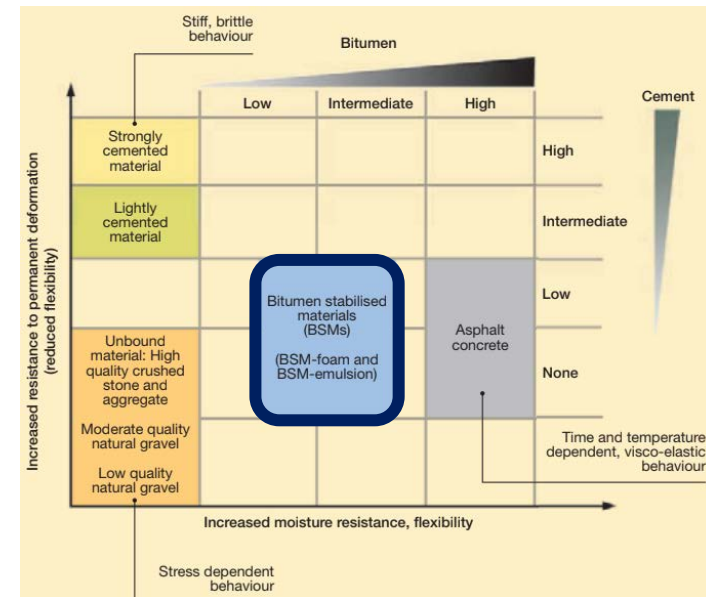 Stiff, brittle
behaviour
Bitumen
Low
Intermediate
High
Cement
Increased resistance to permanent deformation
(reduced flexibility)
Strongly
cemented
material
High
Lightly
cemented
material
Intermediate
Bitumen stabilised
materials
(BSMs)
(BSM-foam and
BSM-emulsion)
Low
Asphalt
concrete
Unbound
material: High
quality crushed
stone and
aggregate
None
Moderate quality
natural gravel
Low quality
natural gravel
Time and temperature
dependent, visco-elastic
behaviour
Increased moisture resistance, flexibility
Stress dependent
behaviour